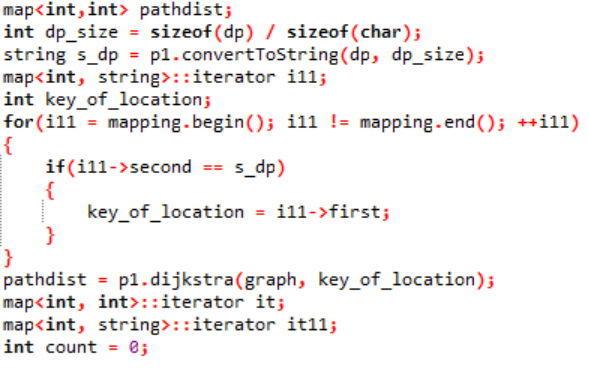 map<int,int> pathdist;
int dp_size = sizeof(dp) / sizeof(char);
string s_dp = p1.convertToString(dp, dp_size);
map<int, string>::iterator i11;
int key_of_location;
for(i11 = mapping.begin(); i11 != mapping.end(); ++i11)
{
if(i11->second == s_dp)
{
key_of_location = i11->first;
}
}
pathdist = p1.dijkstra(graph, key_of_location);
map<int, int>::iterator it;
map<int, string>::iterator it11;
int count = 0;